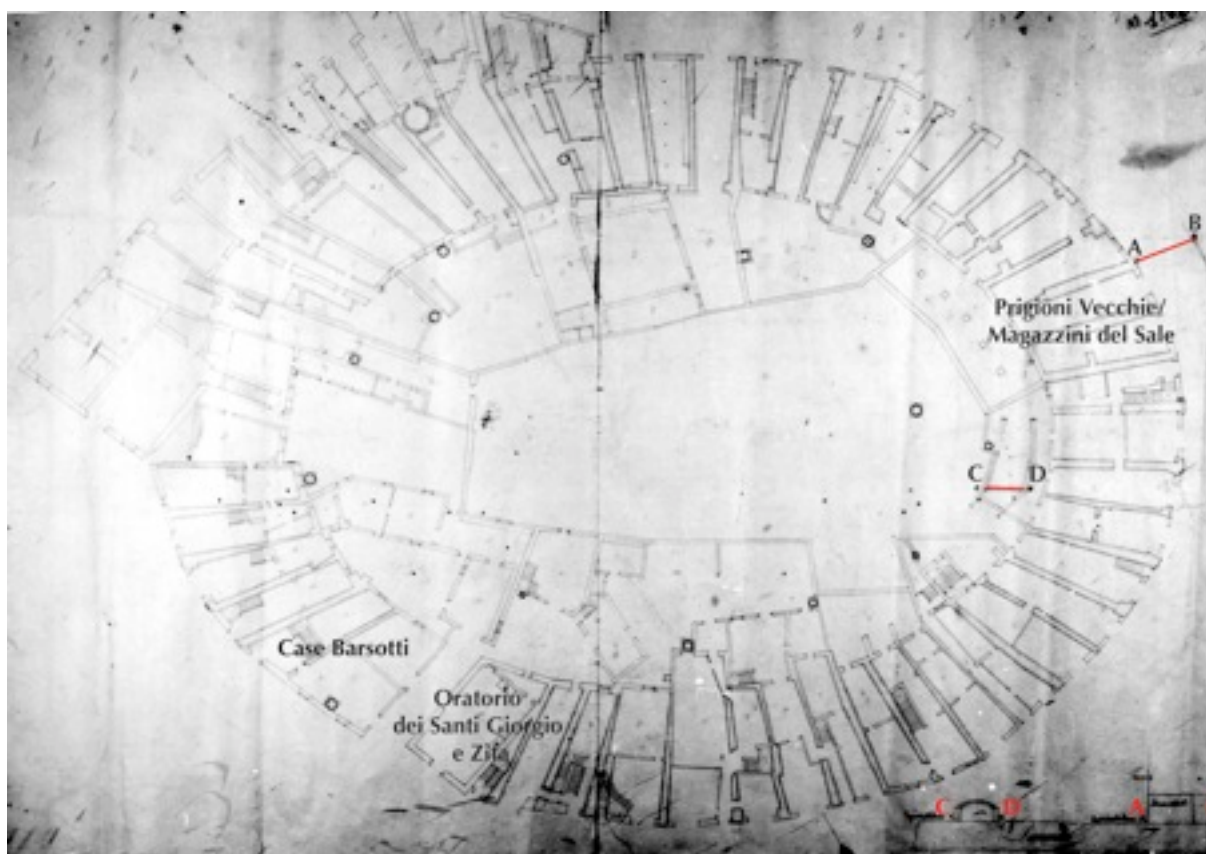 B
A
Prigioni Vecchie/
Magazzini del Sale
C D
Case Barsotti
Oratorio
dei Santi Giorgio
e Zita
C D A